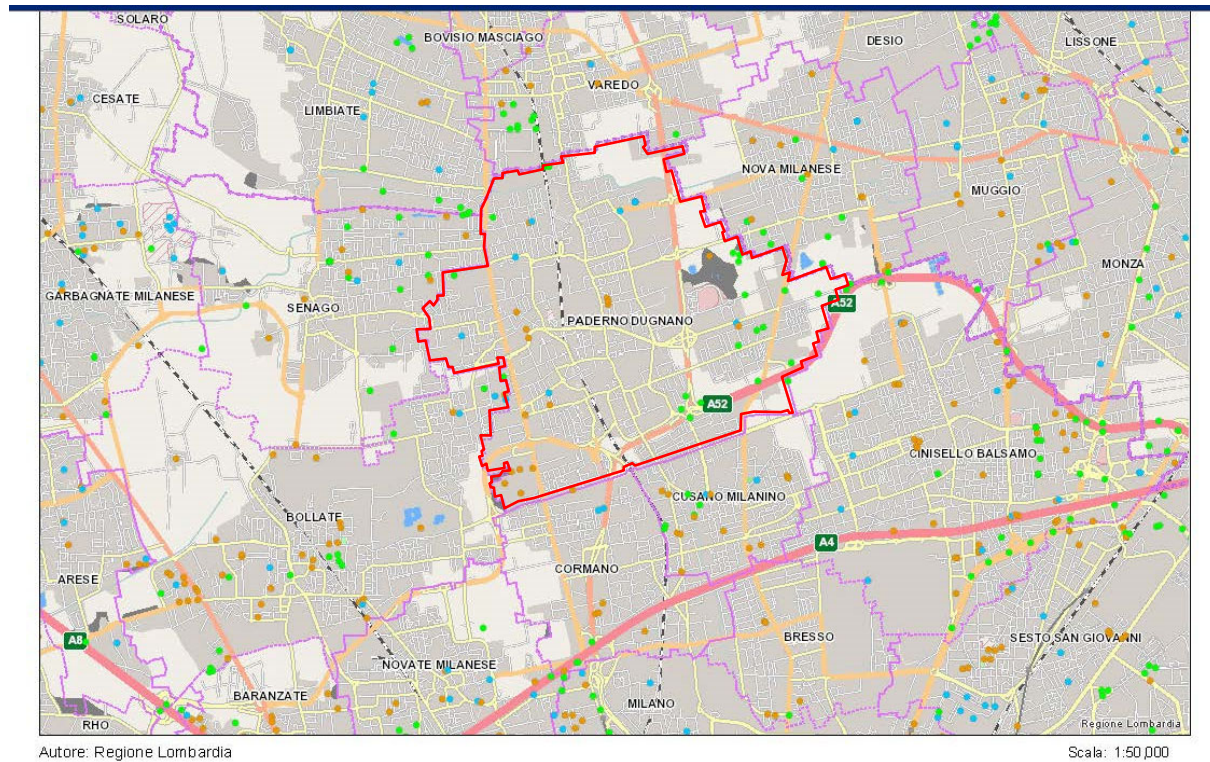 SOLARO
BOVISIO MASCIAGO
DESIO
LISSONE
VAREDO
CESATE
LIMBIATE
NOVA MILANESE
MUGGIO
MONZA
GARBAGNATE MILANESE
SENAGO
A52
PADERNO DUGNANO
A52
CINISELLO BALSAMO
CUSANO MILANINO
BOLLATE
A4
CORMANO
ARESE
A8
BRESSO
SESTO SAN GIOVANNI
NOVATE MILANESE
BARANZATE
MILANO
RHO
Regione Lombardia
Autore: Regione Lombardia
Scala: 1:50,000